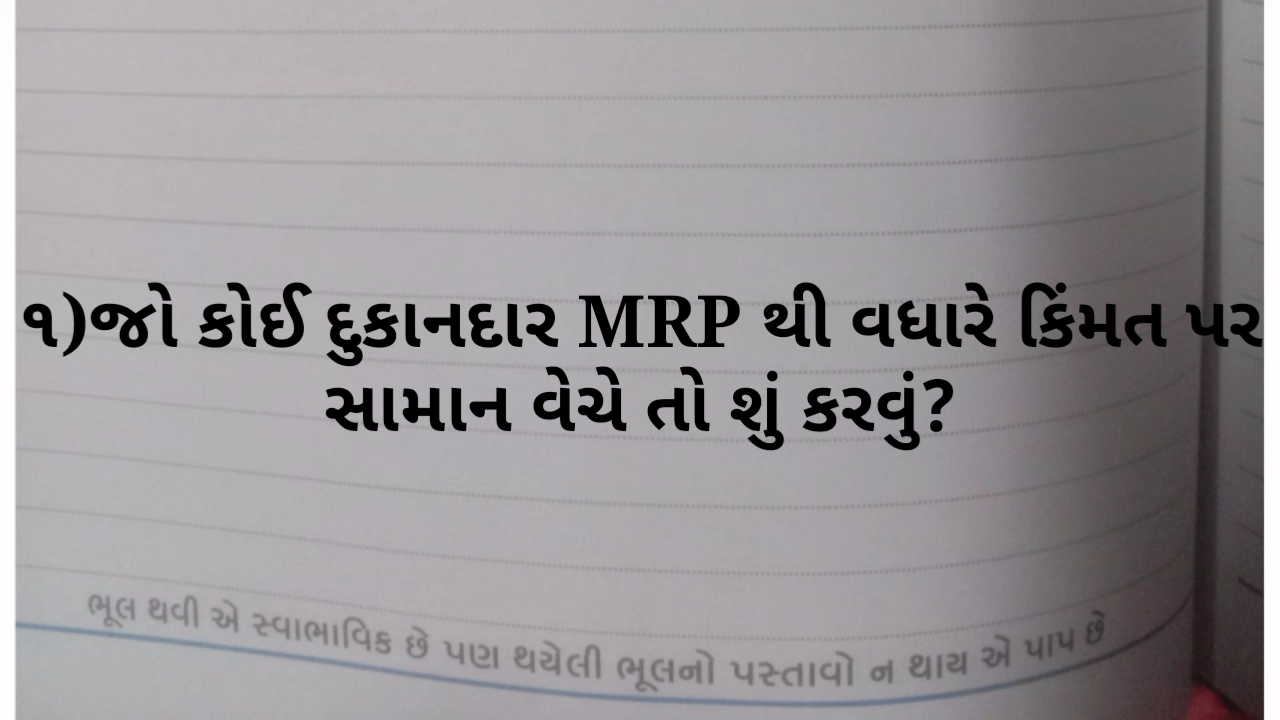 ૧)જો કોઈ દુકાનદાર MRP થી વધારે કિંમત પર
સામાન વેચે તો શું કરવું?
ભૂલ થવી એ સ્વાભાવિક છે પણ થયેલી ભૂલનો પસ્તાવો ન થાય એ પાપ છે